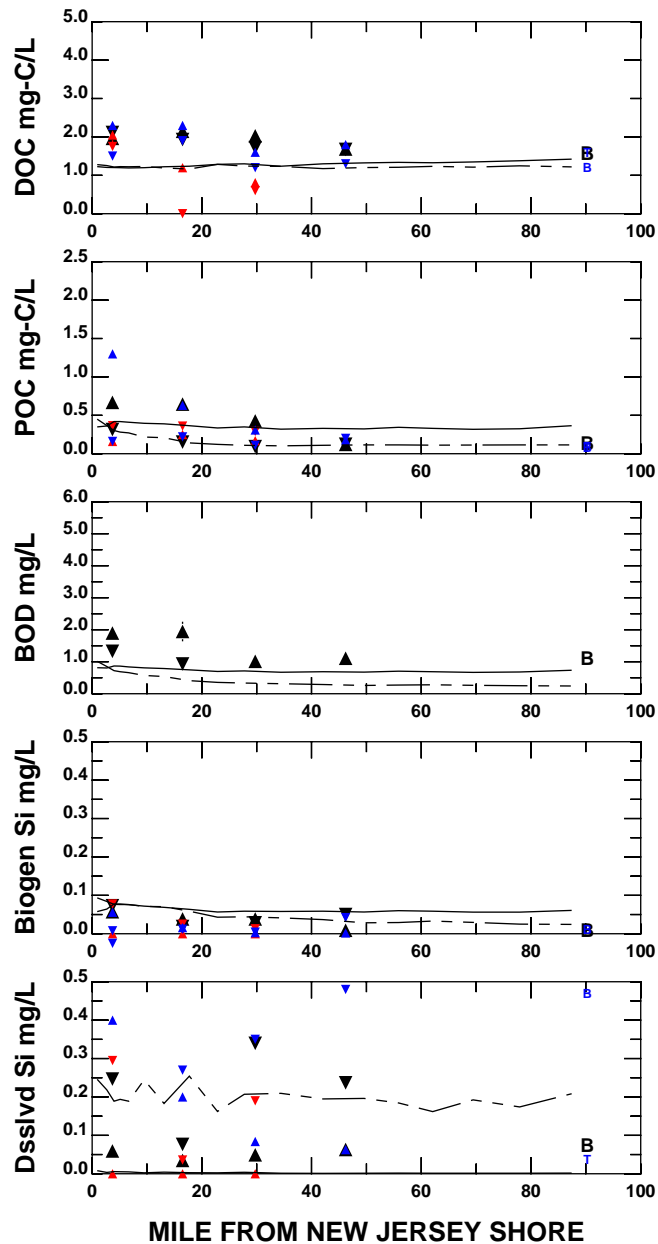 DOC mg-C/L
5.0
4.0
3.0
2.0
1.0
0.0
B
B
0 20 40 60 80 100
POC mg-C/L
2.5
2.0
1.5
1.0
0.5
0.0
B
0 20 40 60 80 100
BOD mg/L
6.0
5.0
4.0
3.0
2.0
1.0
0.0
B
0 20 40 60 80 100
Biogen Si mg/L
0.5
0.4
0.3
0.2
0.1
0.0
B
0 20 40 60 80 100
Dsslvd Si mg/L
0.5
0.4
0.3
0.2
0.1
0.0
B
B
T
0 20 40 60 80 100
MILE FROM NEW JERSEY SHORE